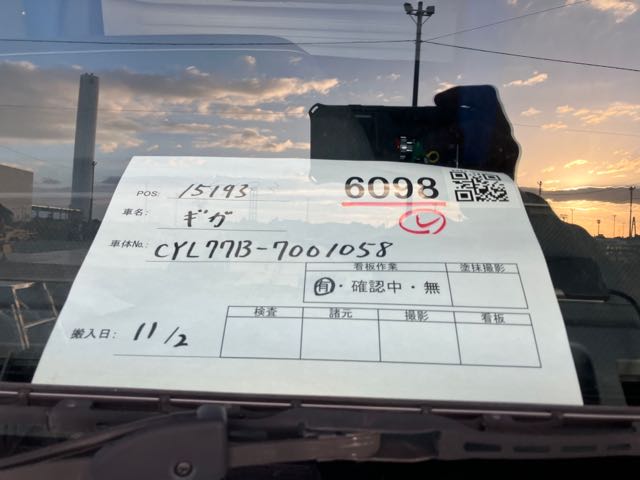 POS: 15193
6098
レ
車名: ギガ
車体No.: CYL77B-7001058
看板作業 塗抹撮影
有・確認中・無
検査 諸元 撮影 看板
搬入日: 11/2